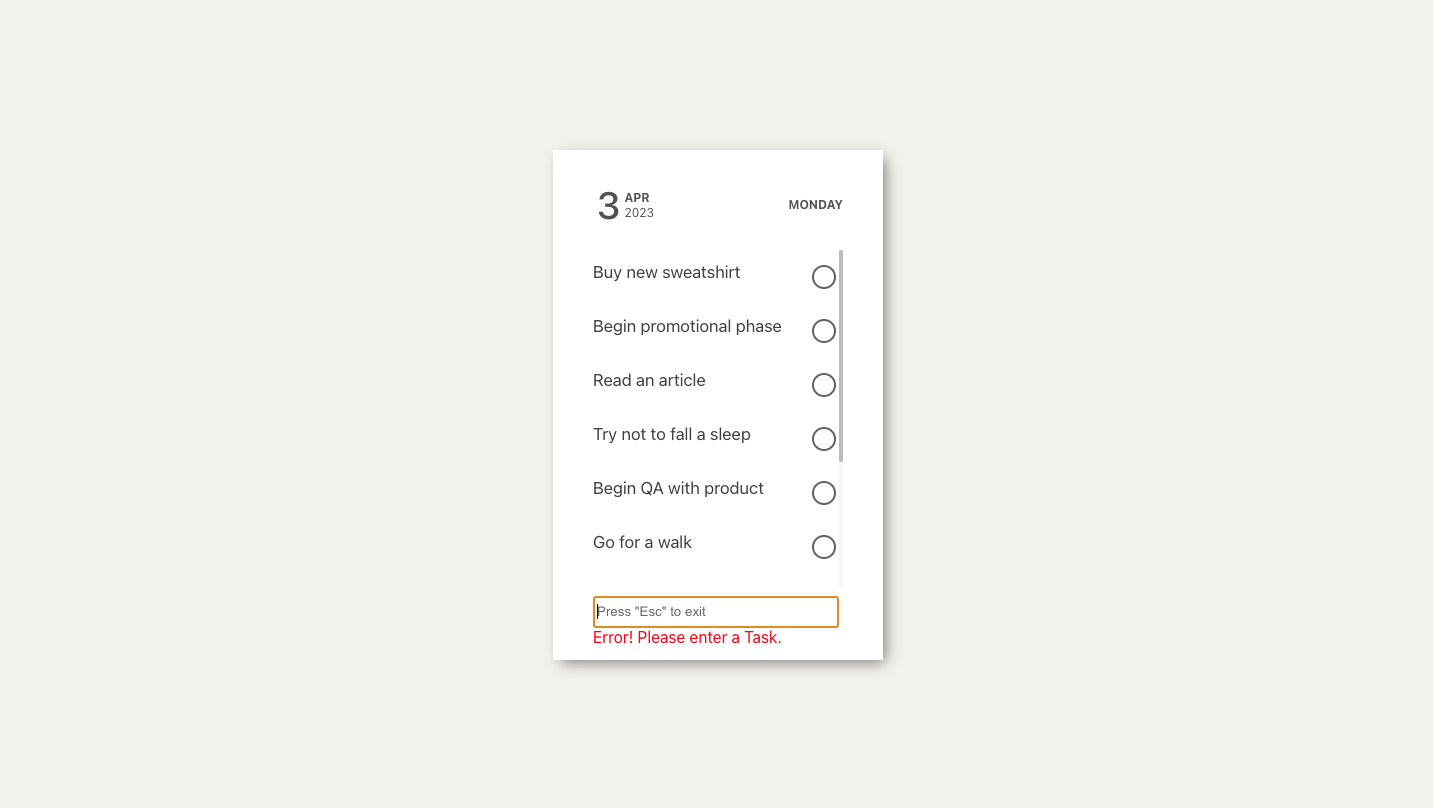 3
APR
2023
MONDAY
Buy new sweatshirt
Begin promotional phase
Read an article
Try not to fall a sleep
Begin QA with product
Go for a walk
Press "Esc" to exit
Error! Please enter a Task.